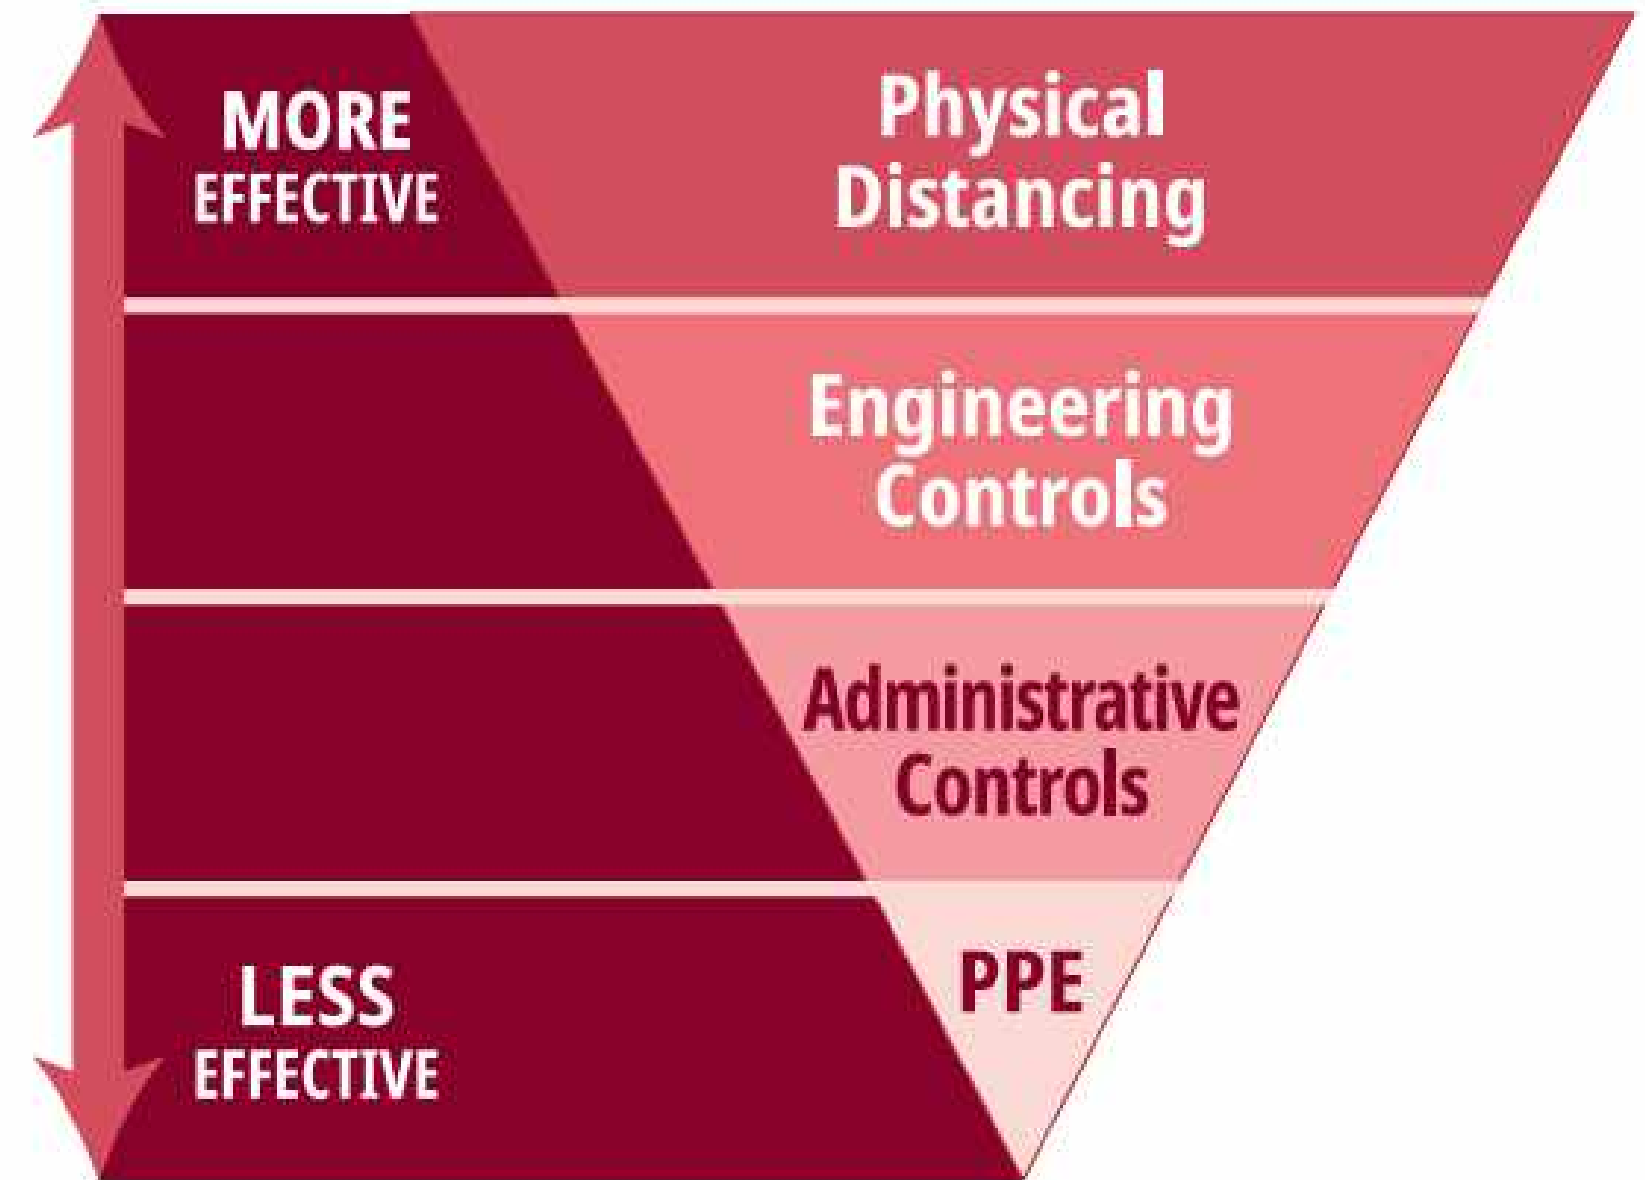 MORE
EFFECTIVE
Physical
Distancing
Engineering
Controls
Administrative
Controls
LESS
EFFECTIVE
PPE